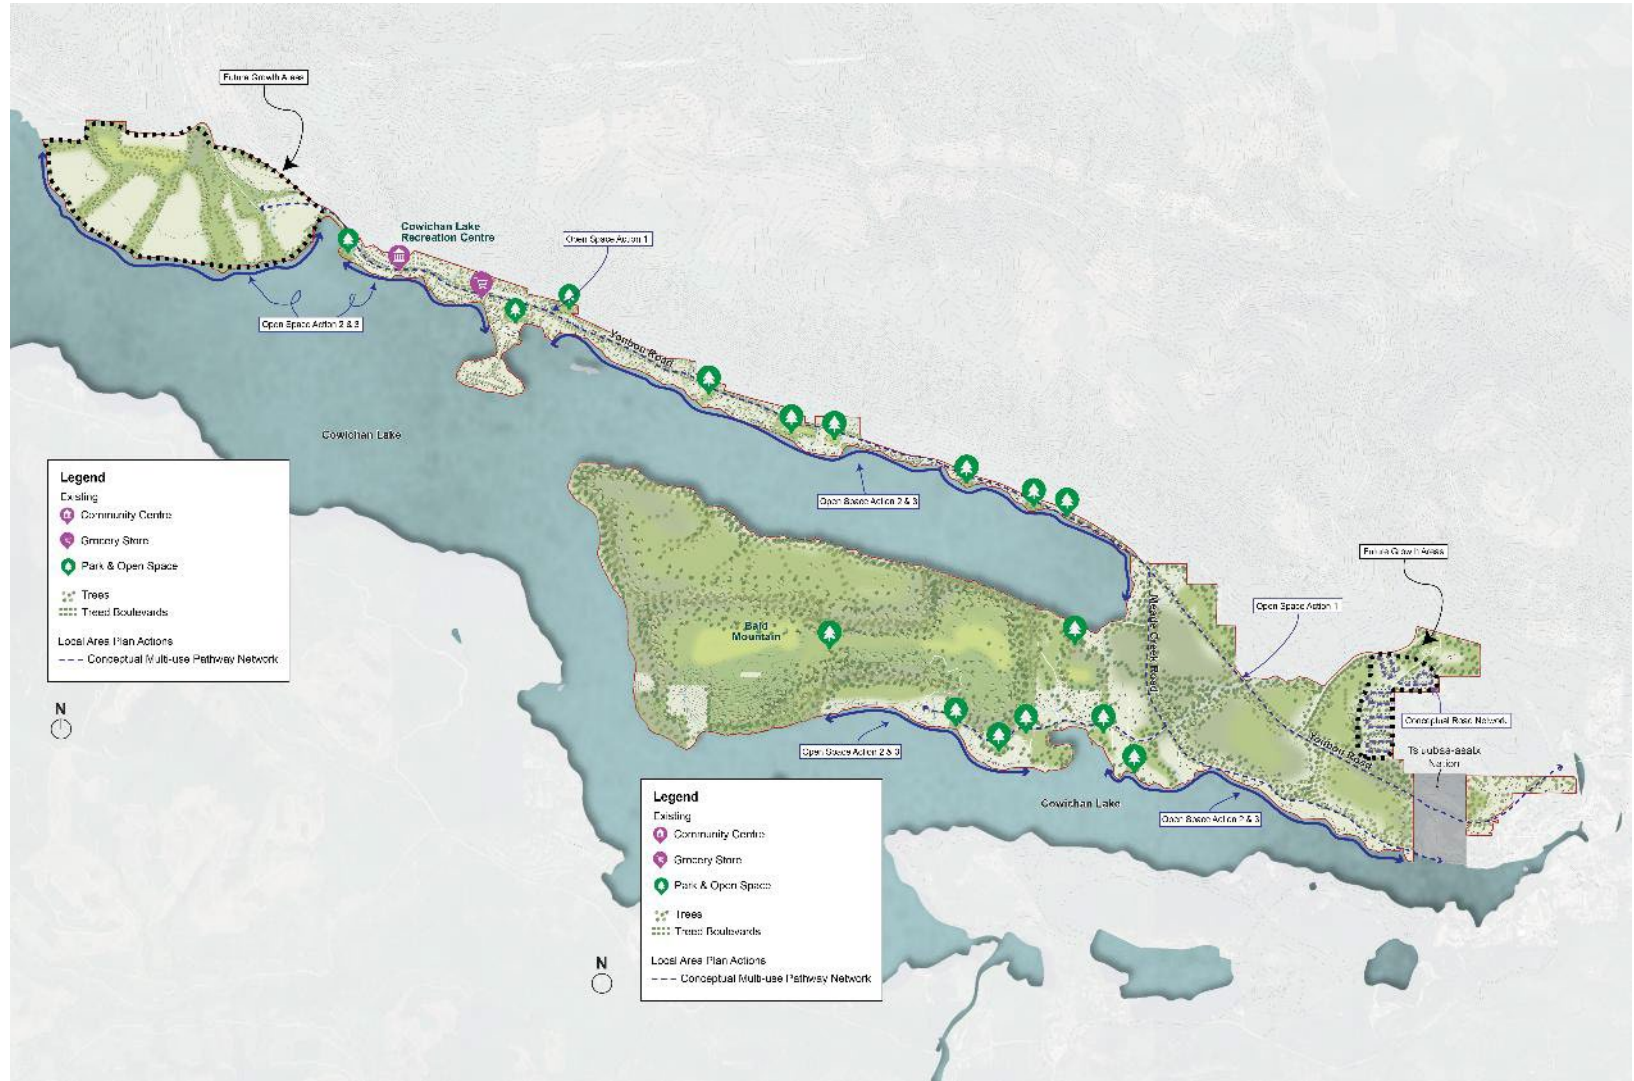 Future Growth Areas
Cowichan Lake
Recreation Centre
Open Space Action 1
Open Space Action 2 & 3
Youbou Road
Cowichan Lake
Open Space Action 2 & 3
Legend
Existing
Community Centre
Grocery Store
Park & Open Space
Trees
Treed Boulevards
Local Area Plan Actions
Conceptual Multi-use Pathway Network
N
Future Growth Areas
Open Space Action 1
Meade Creek Road
Bald
Mountain
Conceptual Road Network
Youbou Road
Ts'uubaa-asatx
Nation
Open Space Action 2 & 3
Cowichan Lake
Open Space Action 2 & 3
Legend
Existing
Community Centre
Grocery Store
Park & Open Space
Trees
Treed Boulevards
Local Area Plan Actions
Conceptual Multi-use Pathway Network
N